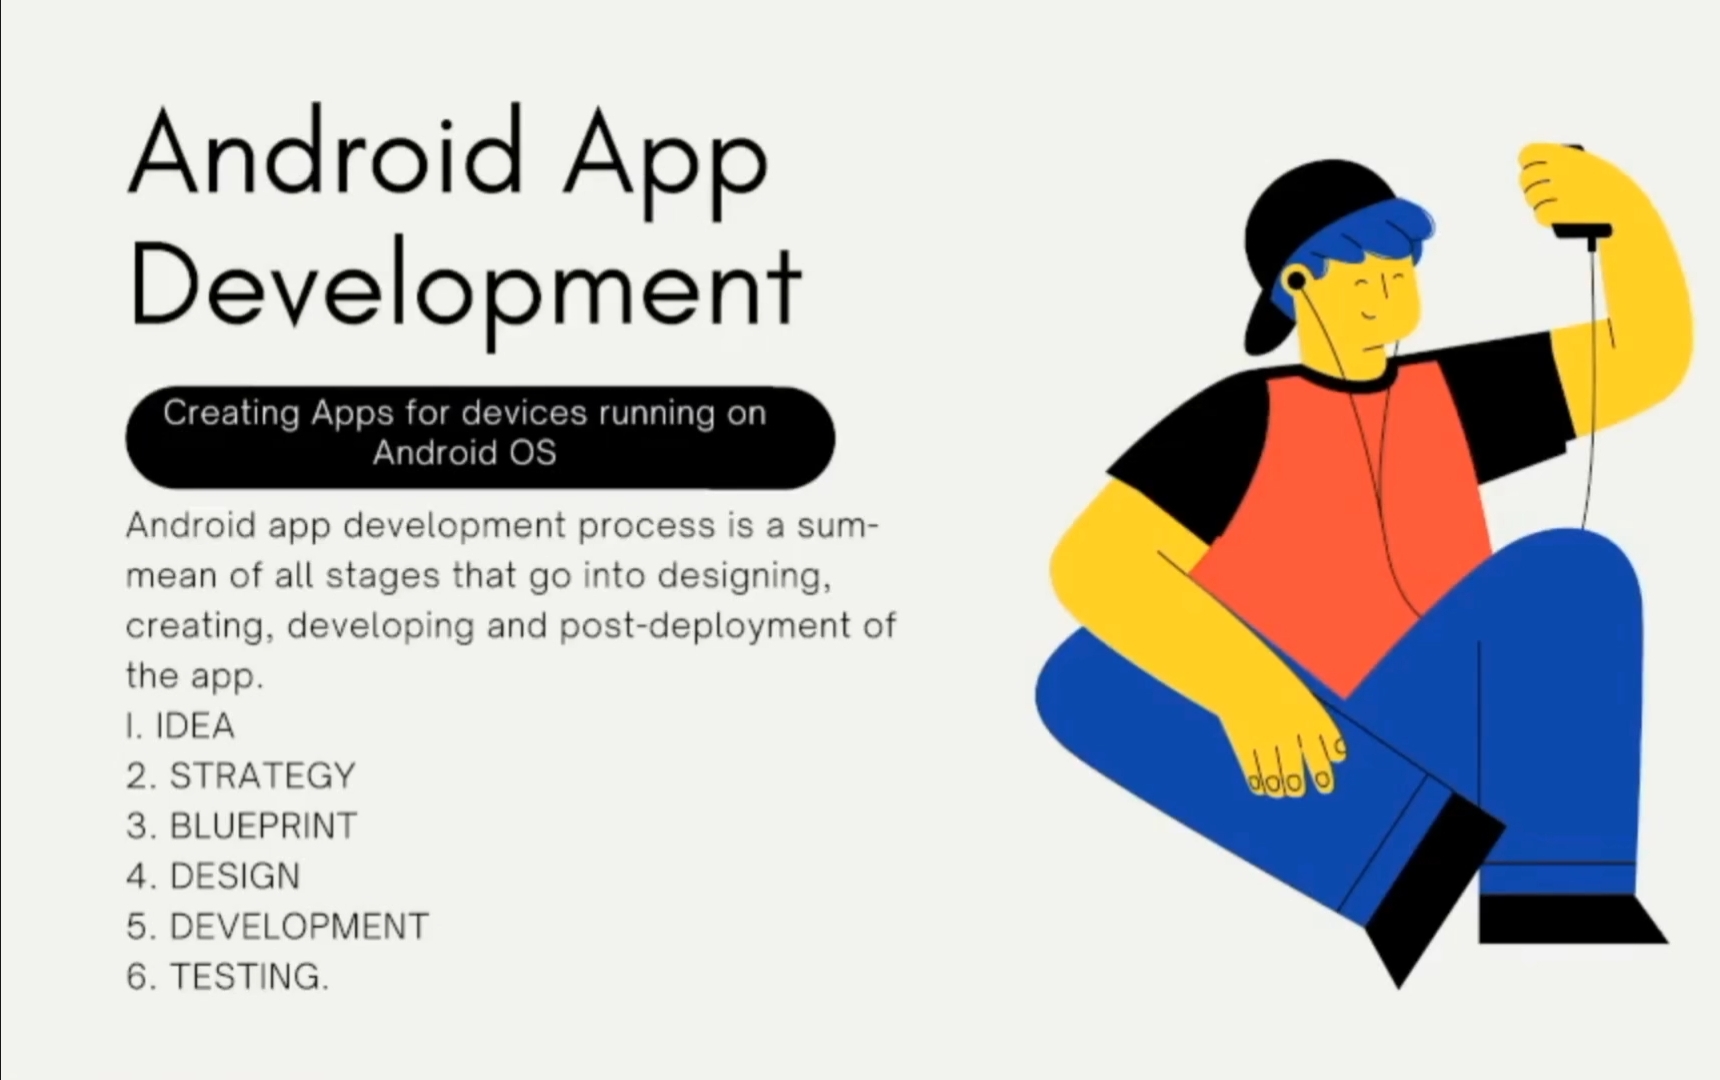 Android App
Development
Creating Apps for devices running on
Android OS
Android app development process is a sum-
mean of all stages that go into designing,
creating, developing and post-deployment of
the app.
1. IDEA
2. STRATEGY
3. BLUEPRINT
4. DESIGN
5. DEVELOPMENT
6. TESTING.